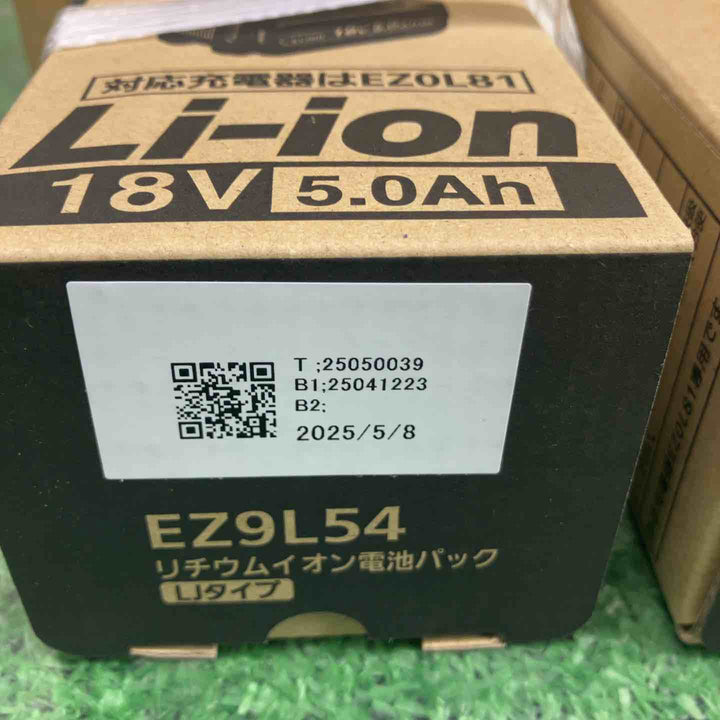 対応充電器はEZ0L81
Li-ion
18V 5.0Ah
T ;25050039
B1;25041223
B2;
2025/5/8
EZ9L54
リチウムイオン電池パック
LJタイプ